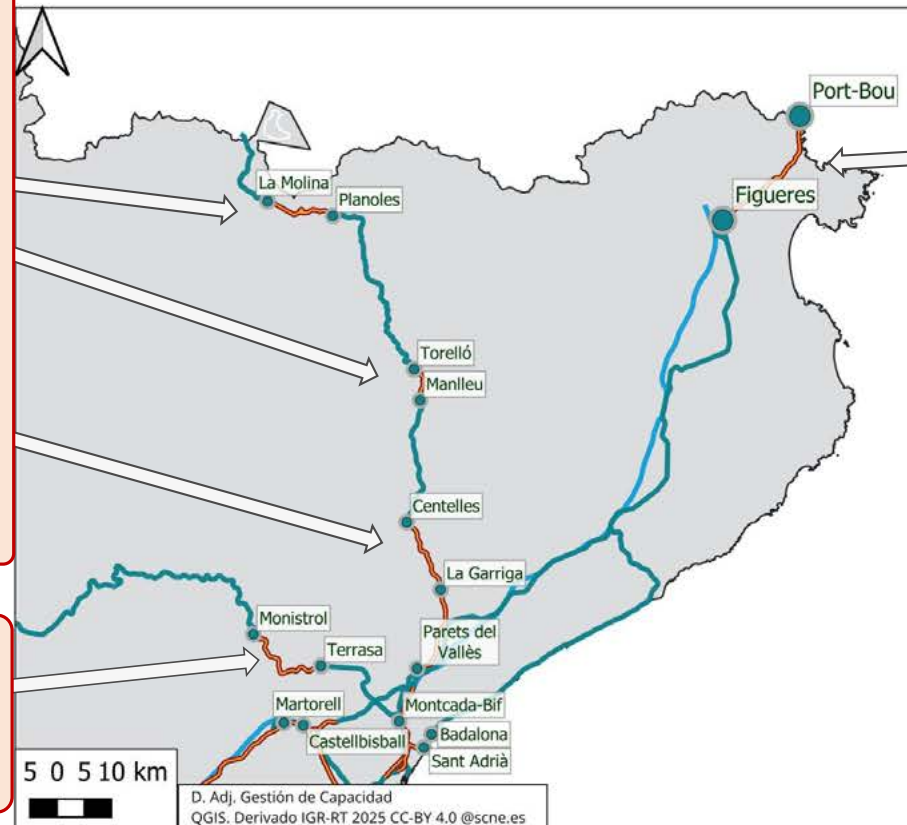 Port-Bou
Figueres
La Molina
Planoles
Torelló
Manlleu
Centelles
La Garriga
Monistrol
Terrasa
Parets del
Vallès
Martorell
Montcada-Bif
Castellbisball
Badalona
Sant Adrià
5 0 5 10 km
D. Adj. Gestión de Capacidad
QGIS. Derivado IGR-RT 2025 CC-BY 4.0 @scne.es